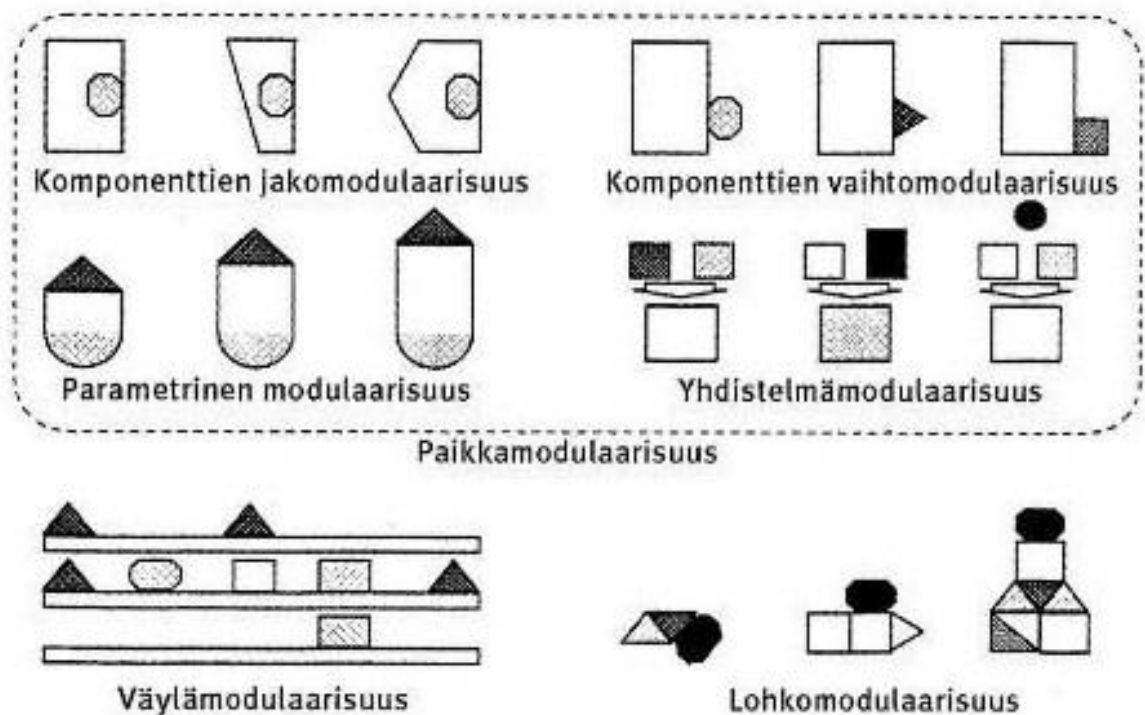 Komponenttien jakomodulaarisuus
Komponenttien vaihtomodulaarisuus
Parametrinen modulaarisuus
Yhdistelmämodulaarisuus
Paikkamodulaarisuus
Väylämodulaarisuus
Lohkomodulaarisuus